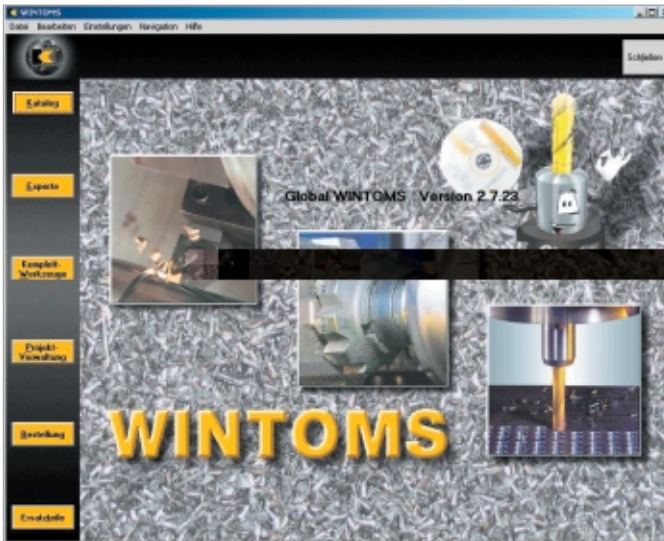 WINTOMS
Datei Bearbeiten Einstellungen Navigation Hilfe
Schließen
Katalog
Experte
Komplett-
Werkzeuge
Projekt-
Verwaltung
Bestellung
Ersatzteile
Global WINTOMS Version 2.7.23
WINTOMS